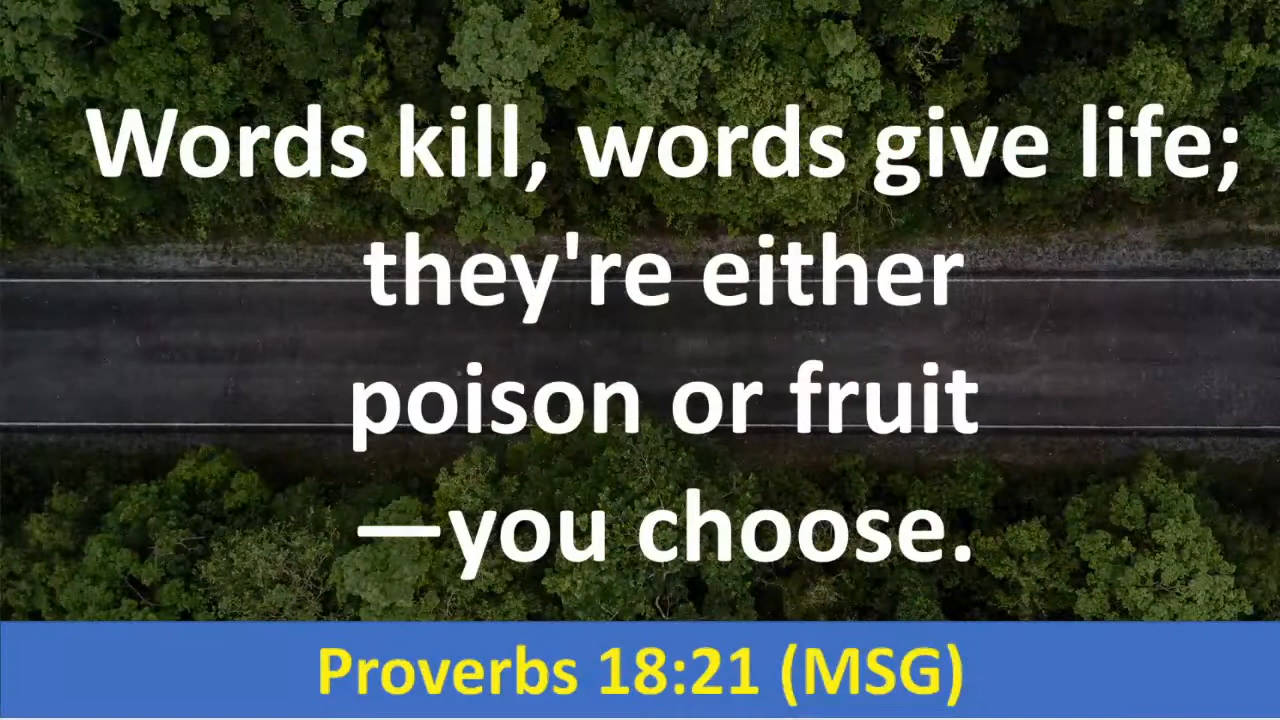 Words kill, words give life;
they're either
poison or fruit
—you choose.
Proverbs 18:21 (MSG)